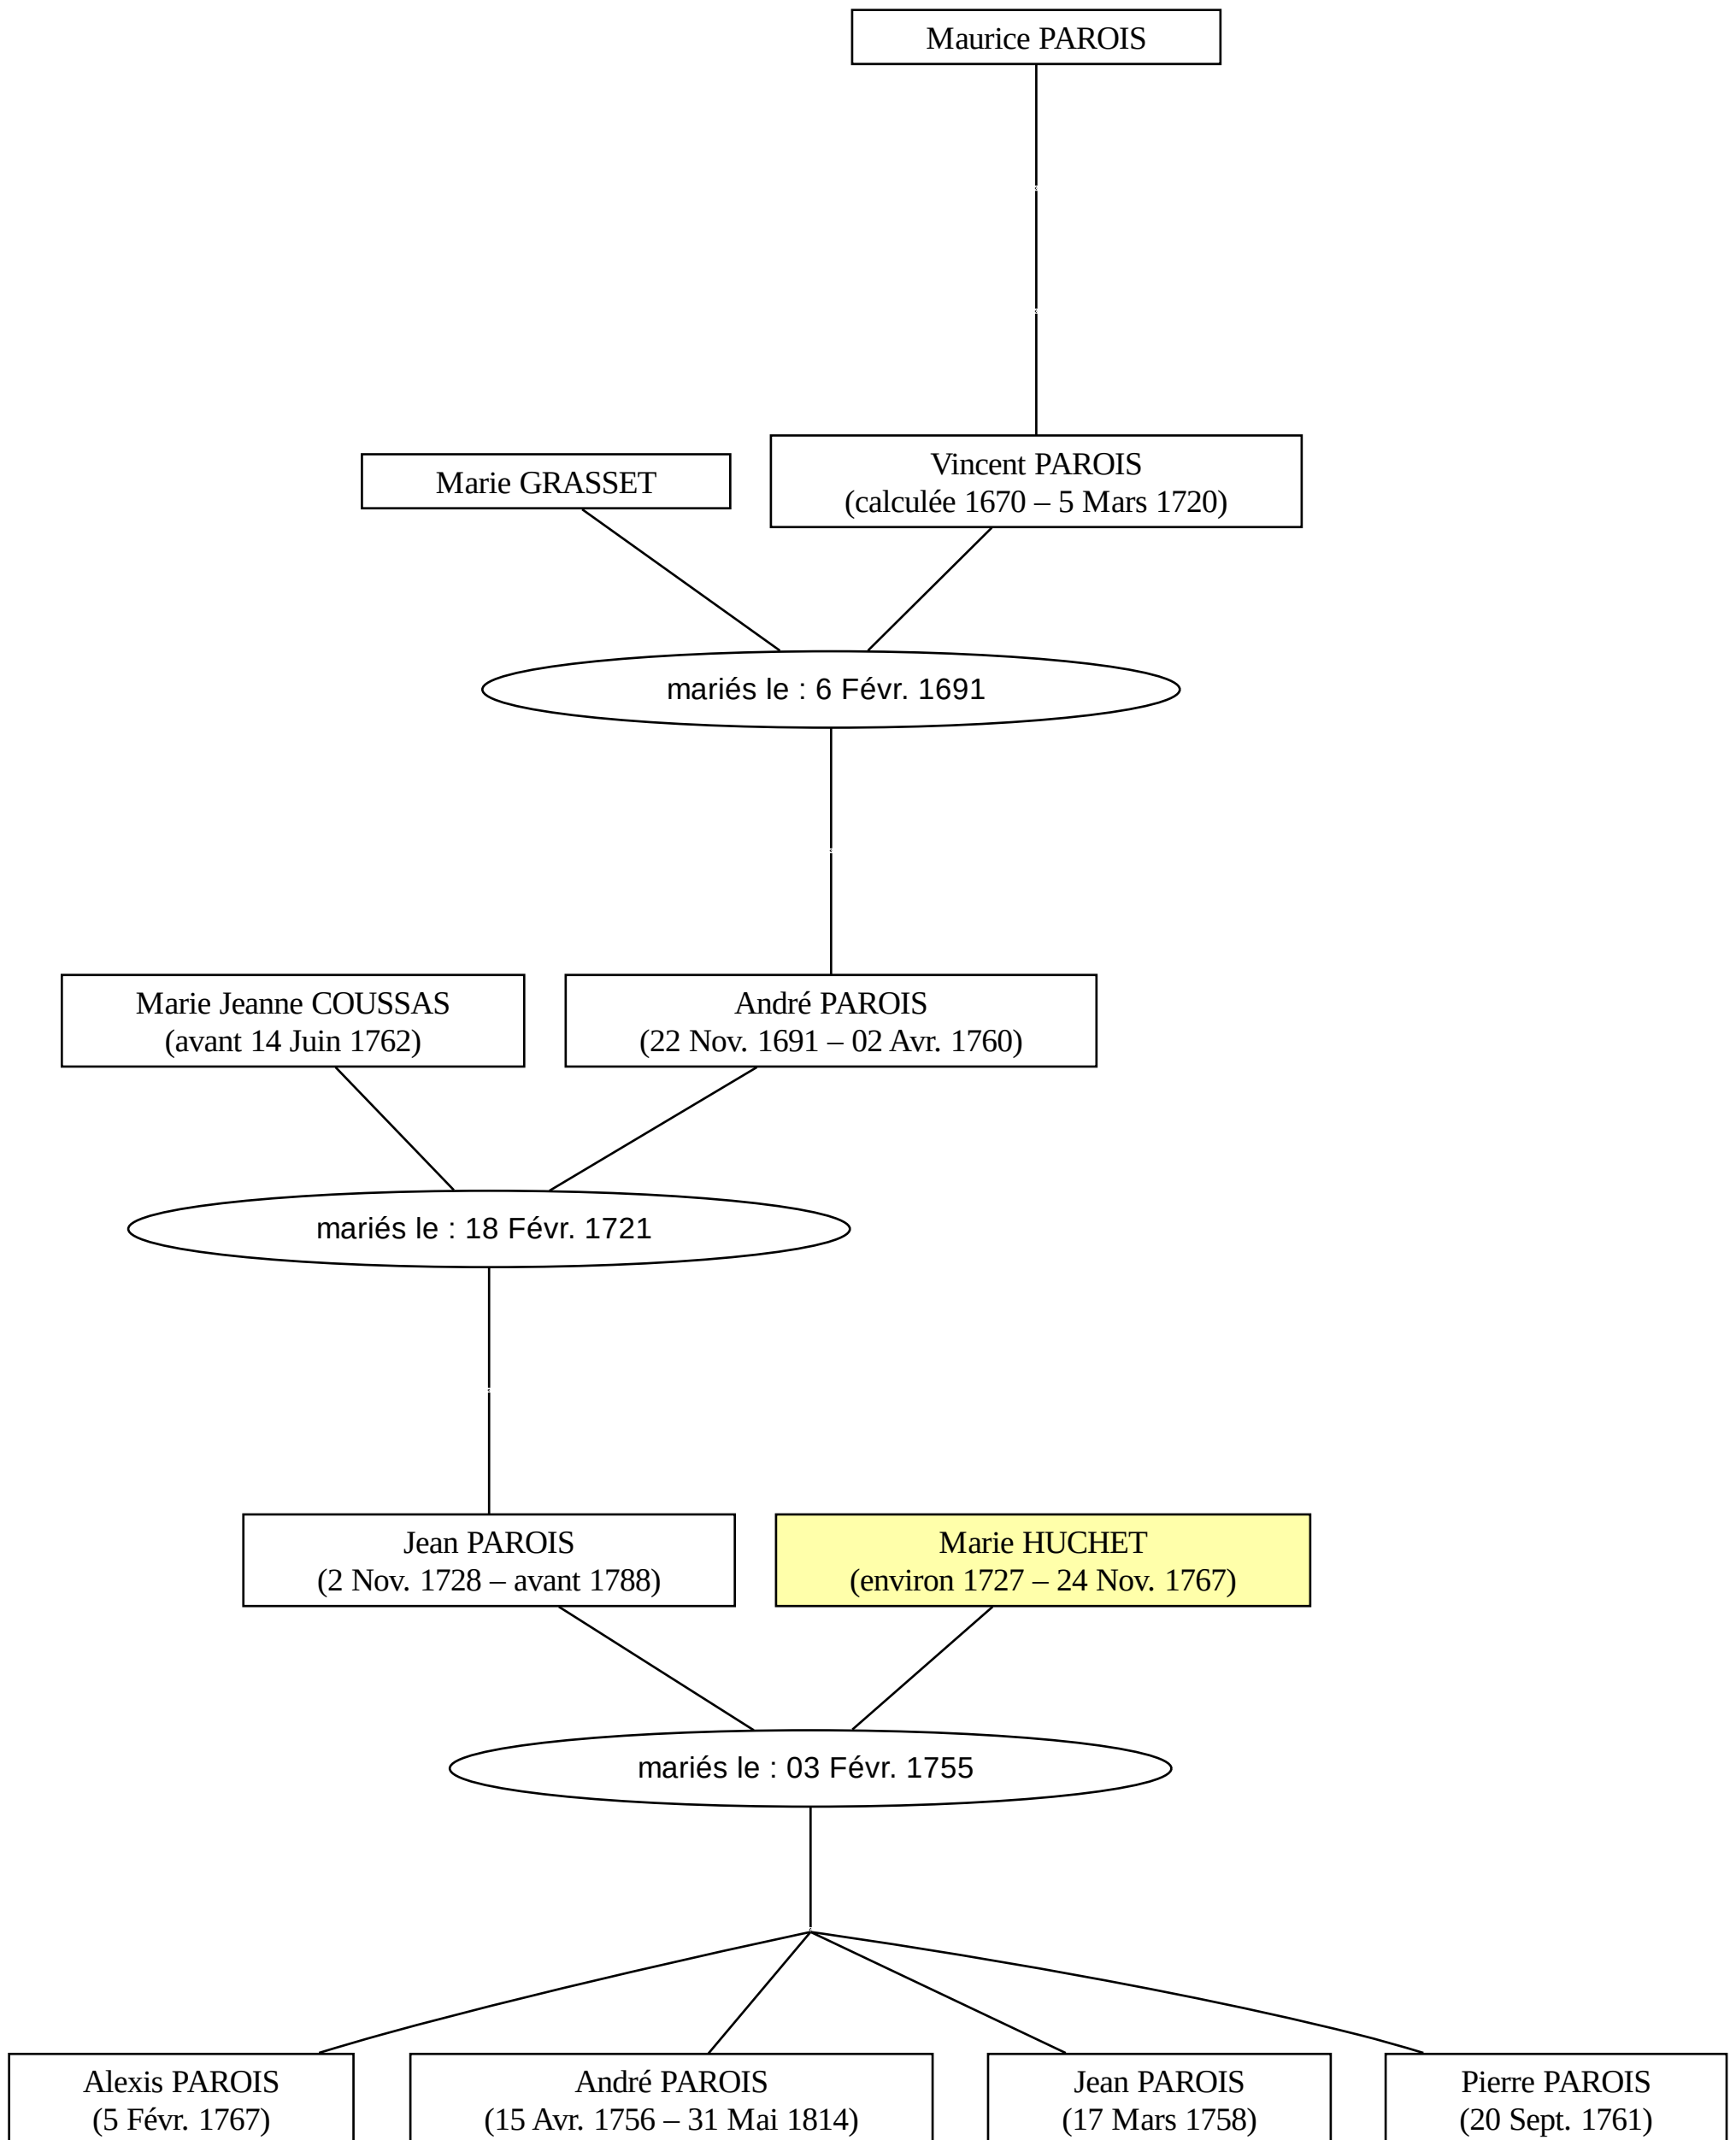 Maurice PAROIS
Marie GRASSET
Vincent PAROIS
(calculée 1670 – 5 Mars 1720)
mariés le : 6 Févr. 1691
Marie Jeanne COUSSAS
(avant 14 Juin 1762)
André PAROIS
(22 Nov. 1691 – 02 Avr. 1760)
mariés le : 18 Févr. 1721
Jean PAROIS
(2 Nov. 1728 – avant 1788)
Marie HUCHET
(environ 1727 – 24 Nov. 1767)
mariés le : 03 Févr. 1755
Alexis PAROIS
(5 Févr. 1767)
André PAROIS
(15 Avr. 1756 – 31 Mai 1814)
Jean PAROIS
(17 Mars 1758)
Pierre PAROIS
(20 Sept. 1761)